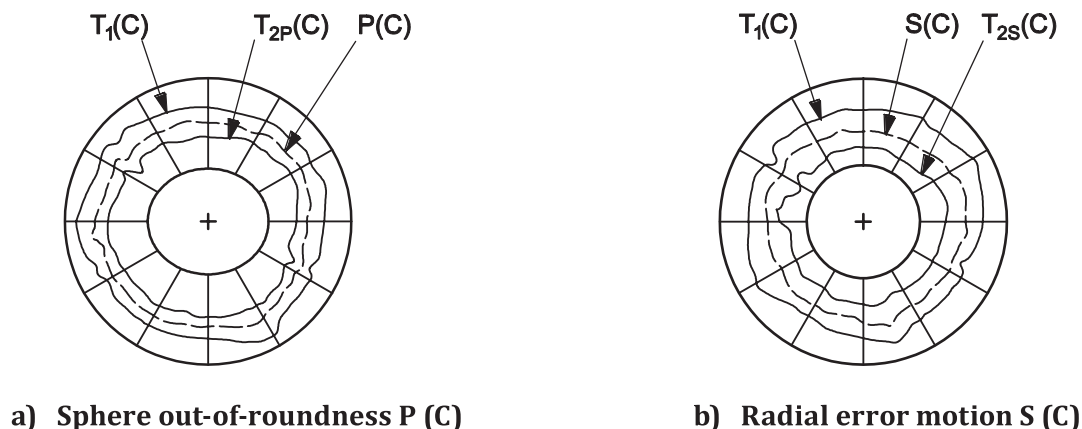 T1(C) T2P(C) P(C)
T1(C) S(C) T2S(C)
a) Sphere out-of-roundness P (C)
b) Radial error motion S (C)